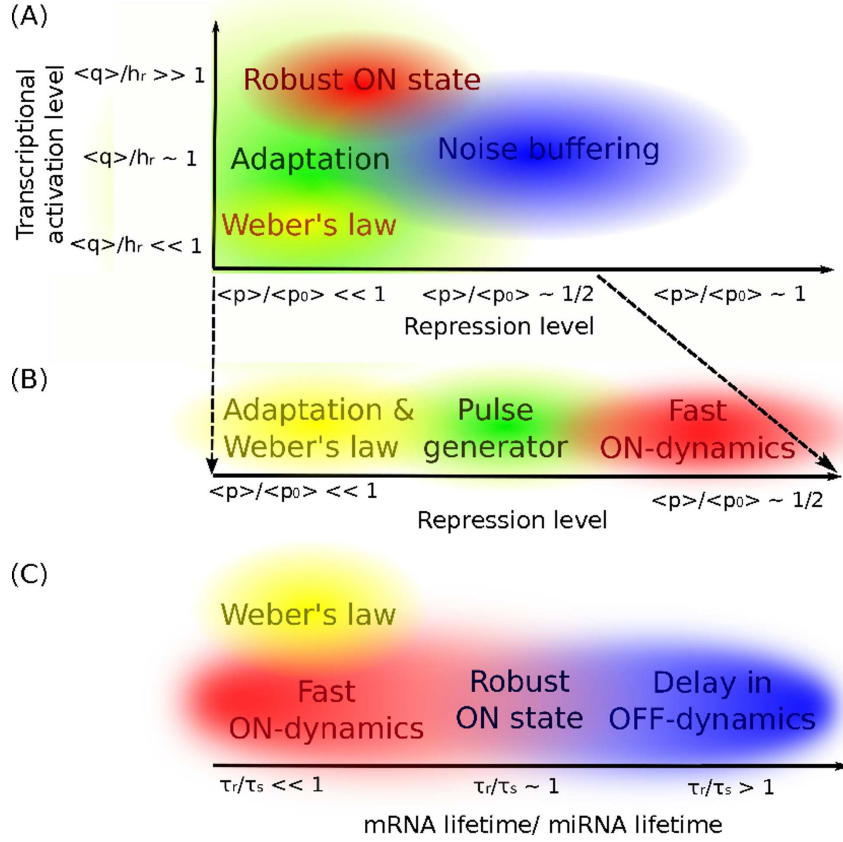 (A)
Transcriptional
activation level
<q>/hr >> 1
<q>/hr ~ 1
<q>/hr << 1
Robust ON state
Adaptation
Noise buffering
Weber's law
<p>/<p0> << 1
<p>/<p0> ~ 1/2
<p>/<p0> ~ 1
Repression level
(B)
Adaptation &
Weber's law
Pulse
generator
Fast
ON-dynamics
<p>/<p0> << 1
<p>/<p0> ~ 1/2
Repression level
(C)
Weber's law
Fast
ON-dynamics
Robust
ON state
Delay in
OFF-dynamics
τr/τs << 1
τr/τs ~ 1
τr/τs > 1
mRNA lifetime/ miRNA lifetime